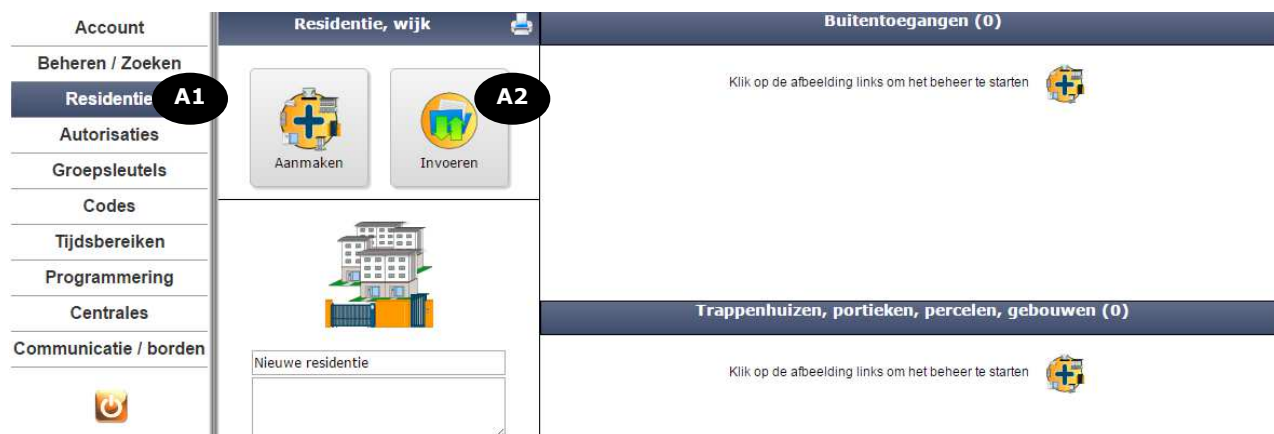 Account
Beheren / Zoeken
Residentie
A1
Autorisaties
Groepsleutels
Codes
Tijdsbereiken
Programmering
Centrales
Communicatie / borden
Residentie, wijk
Aanmaken
Invoeren
A2
Nieuwe residentie
Buitentoegangen (0)
Klik op de afbeelding links om het beheer te starten
Trappenhuizen, portieken, percelen, gebouwen (0)
Klik op de afbeelding links om het beheer te starten